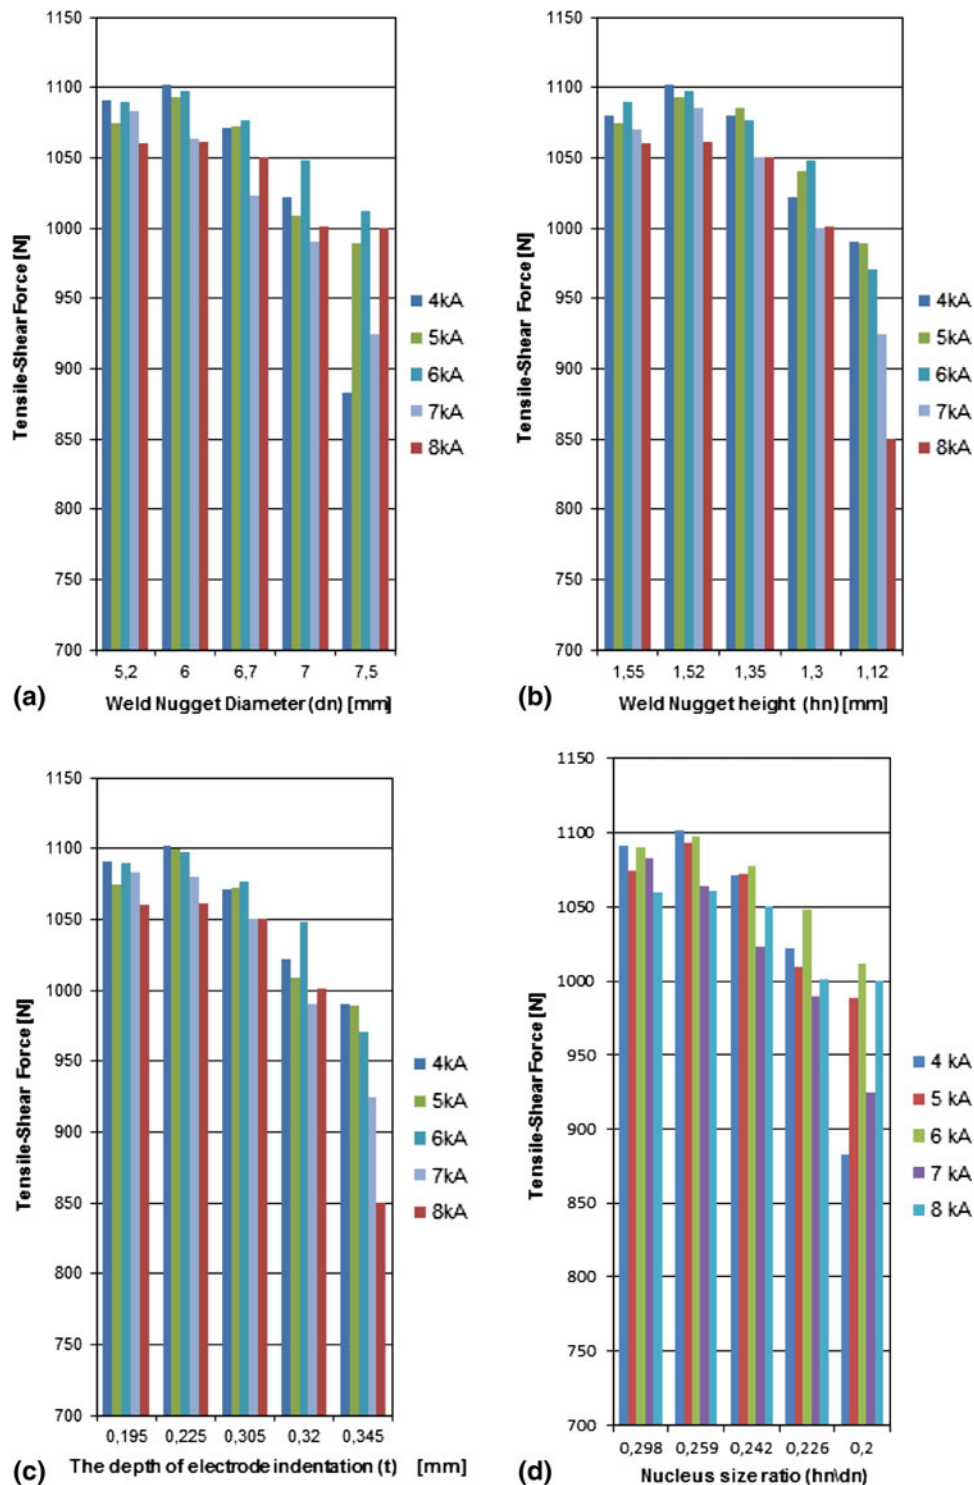 1150
1100
1050
1000
950
900
850
800
750
700
Tensile-Shear Force [N]
5,2 6 6,7 7 7,5
Weld Nugget Diameter (dn) [mm]
4kA
5kA
6kA
7kA
8kA
(a)
1150
1100
1050
1000
950
900
850
800
750
700
Tensile-Shear Force [N]
1,55 1,52 1,35 1,3 1,12
Weld Nugget height (hn) [mm]
4kA
5kA
6kA
7kA
8kA
(b)
1150
1100
1050
1000
950
900
850
800
750
700
Tensile-Shear Force [N]
0,195 0,225 0,305 0,32 0,345
The depth of electrode indentation (t) [mm]
4kA
5kA
6kA
7kA
8kA
(c)
1150
1100
1050
1000
950
900
850
800
750
700
Tensile-Shear Force [N]
0,298 0,259 0,242 0,226 0,2
Nucleus size ratio (hn\dn)
4 kA
5 kA
6 kA
7 kA
8 kA
(d)